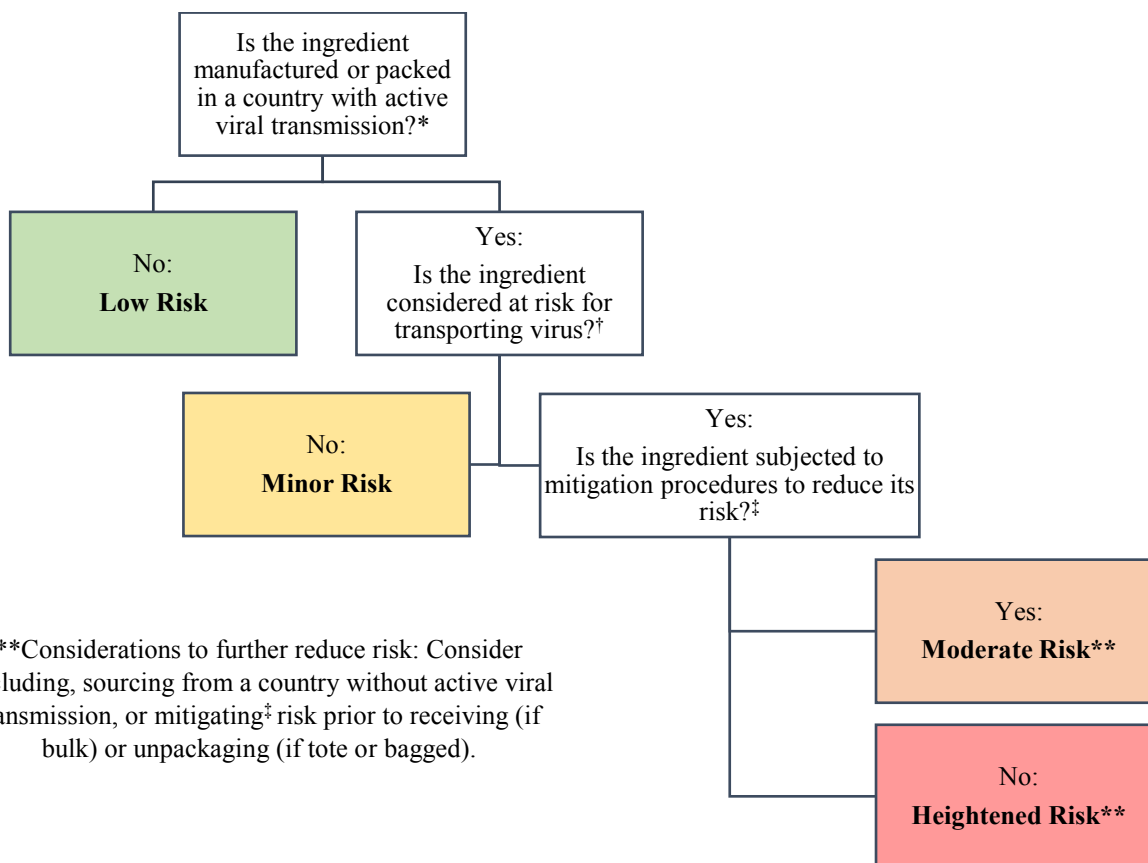 Is the ingredient
manufactured or packed
in a country with active
viral transmission?*
No:
Low Risk
Yes:
Is the ingredient
considered at risk for
transporting virus?†
No:
Minor Risk
Yes:
Is the ingredient subjected to
mitigation procedures to reduce its
risk?‡
Yes:
Moderate Risk**
No:
Heightened Risk**
**Considerations to further reduce risk: Consider
sourcing from a country without active viral
or mitigating‡ risk prior to receiving (if
bulk) or unpackaging (if tote or bagged).